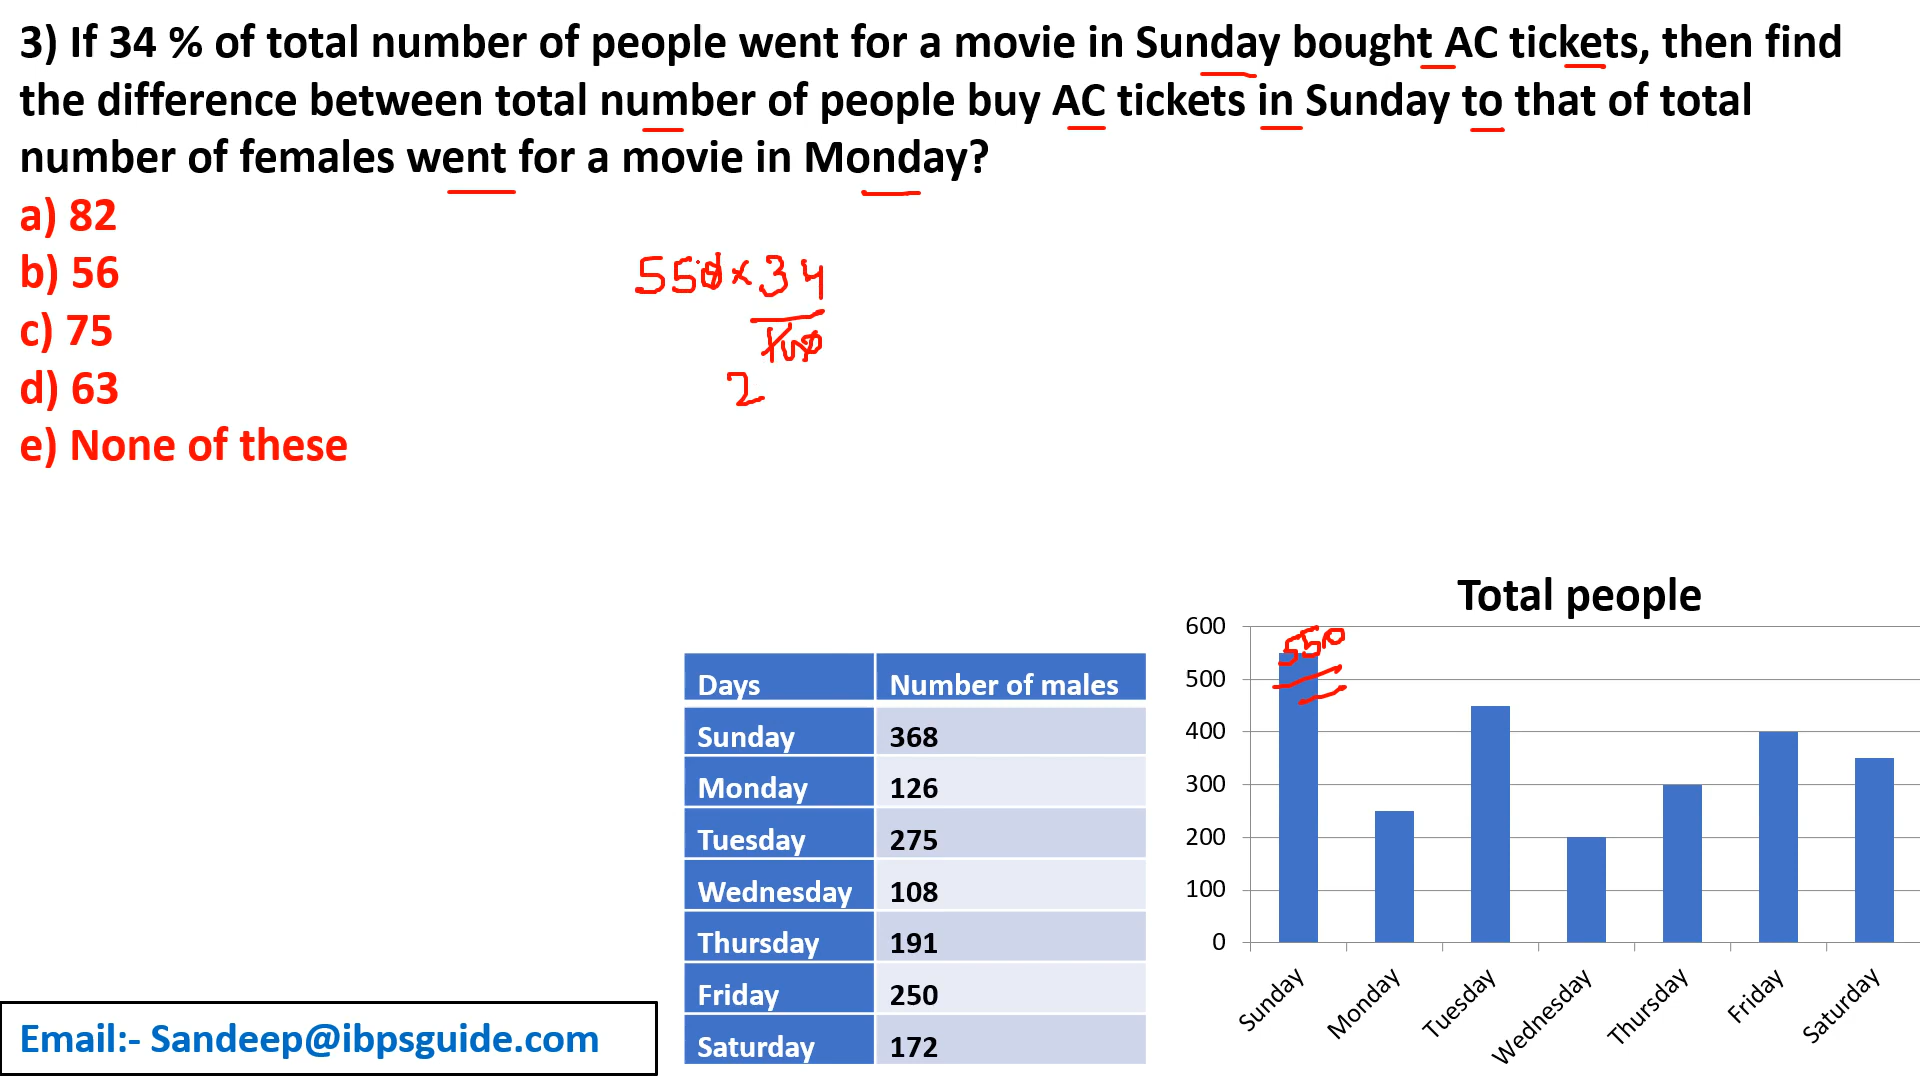 3) If 34 % of total number of people went for a movie in Sunday bought AC tickets, then find
the difference between total number of people buy AC tickets in Sunday to that of total
number of females went for a movie in Monday?
a) 82
b) 56
c) 75
d) 63
e) None of these
550 × 34
100
2
Days Number of males
Sunday 368
Monday 126
Tuesday 275
Wednesday 108
Thursday 191
Friday 250
Saturday 172
Total people
600
550
500
400
300
200
100
0
Sunday
Monday
Tuesday
Wednesday
Thursday
Friday
Saturday
Email:- Sandeep@ibpsguide.com